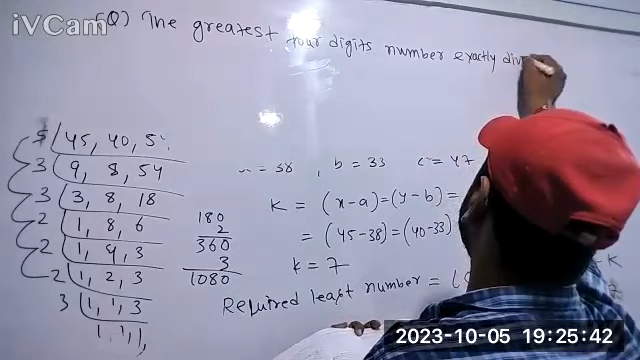 iVCam
(Q) The greatest four digits number exactly div
5 | 45, 40, 54
3 | 9, 8, 54
3 | 3, 8, 18
2 | 1, 8, 6
2 | 1, 4, 3
2 | 1, 2, 3
3 | 1, 1, 3
1, 1, 1,
180
2
360
3
1080
= 38 , b = 33 c = 47
K = (x-a) = (y-b) =
= (45-38) = (40-33)
K = 7
Required least number = (
K
2023-10-05 19:25:42